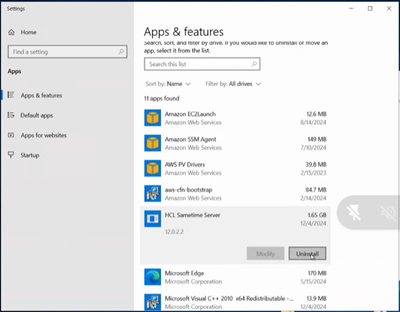 Settings
Home
Find a setting
Apps
Apps & features
Default apps
Apps for websites
Startup
Apps & features
Search, sort, and filter by drive. If you would like to uninstall or move an
app, select it from the list.
Search this list
Sort by: Name
Filter by: All drives
11 apps found
Amazon EC2Launch 12.6 MB
Amazon Web Services 8/14/2024
Amazon SSM Agent 149 MB
Amazon Web Services 7/10/2024
AWS PV Drivers 39.8 MB
Amazon Web Services 2/15/2023
aws-cfn-bootstrap 84.7 MB
Amazon Web Services 2/14/2024
HCL Sametime Server 1.65 GB
12.0.2.2 12/4/2024
Modify Uninstall
Microsoft Edge 170 MB
Microsoft Corporation 5/15/2024
Microsoft Visual C++ 2010 x64 Redistributable -... 13.9 MB
Microsoft Corporation 12/4/2024